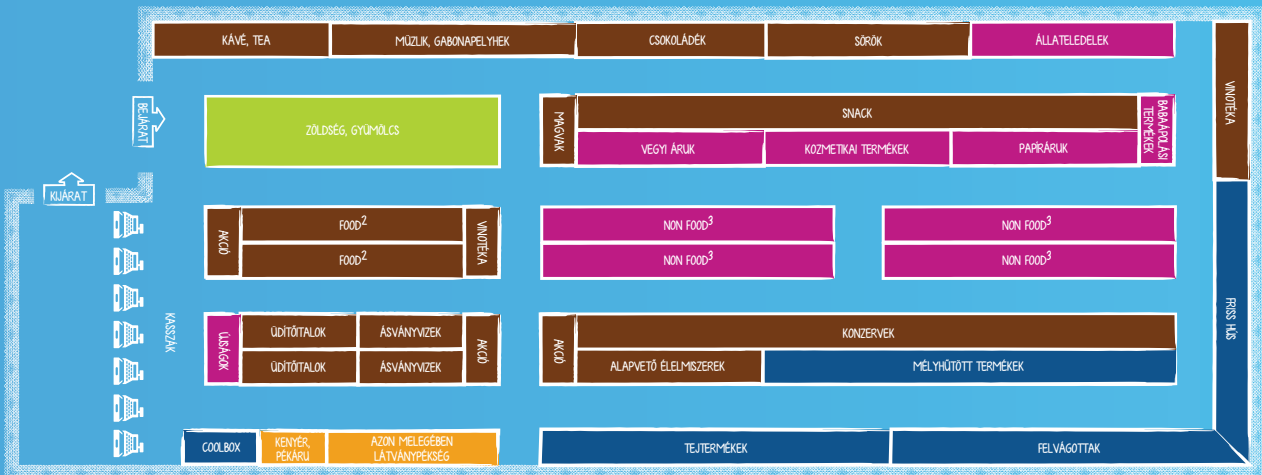 KÁVÉ, TEA
MÜZLIK, GABONAPELYHEK
CSOKOLÁDÉK
SÖRÖK
ÁLLATELEDELEK
VINOTÉKA
BEJÁRAT
ZÖLDSÉG, GYÜMÖLCS
MAGVAK
SNACK
VEGYI ÁRUK
KOZMETIKAI TERMÉKEK
PAPÍRÁRUK
BABAÁPOLÁSI
TERMÉKEK
KIJÁRAT
AKCIÓ
FOOD²
FOOD²
VINOTÉKA
NON FOOD³
NON FOOD³
NON FOOD³
NON FOOD³
FRISS HÚS
KASSZÁK
ÚJSÁGOK
ÜDÍTŐITALOK
ÁSVÁNYVIZEK
ÜDÍTŐITALOK
ÁSVÁNYVIZEK
AKCIÓ
AKCIÓ
KONZERVEK
ALAPVETŐ ÉLELMISZEREK
MÉLYHŰTÖTT TERMÉKEK
COOLBOX
KENYÉR,
PÉKÁRU
AZON MELEGÉBEN
LÁTVÁNYPÉKSÉG
TEJTERMÉKEK
FELVÁGOTTAK